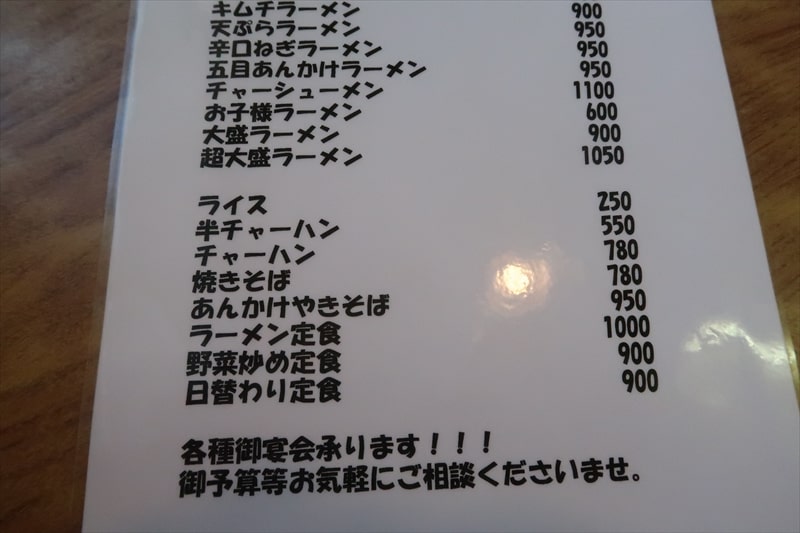 キムチラーメン 900
天ぷらラーメン 950
辛口ねぎラーメン 950
五目あんかけラーメン 950
チャーシューメン 1100
お子様ラーメン 600
大盛ラーメン 900
超大盛ラーメン 1050
ライス 250
半チャーハン 550
チャーハン 780
焼きそば 780
あんかけやきそば 950
ラーメン定食 1000
野菜炒め定食 900
日替わり定食 900
各種御宴会承ります！！！
御予算等お気軽にご相談くださいませ。